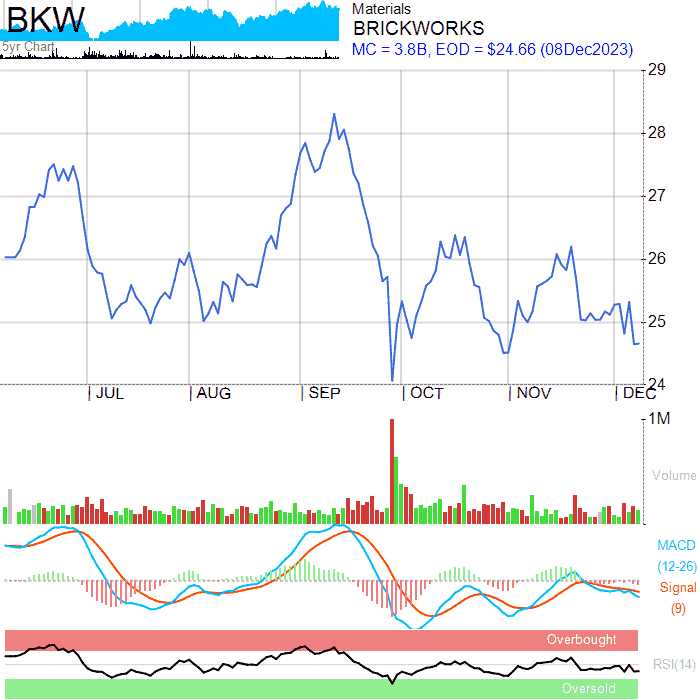 BKW
5yr Chart
Materials
BRICKWORKS
MC = 3.8B, EOD = $24.66 (08Dec2023)
29
28
27
26
25
24
JUL AUG SEP OCT NOV DEC
1M
Volume
MACD
(12-26)
Signal
(9)
Overbought
RSI(14)
Oversold